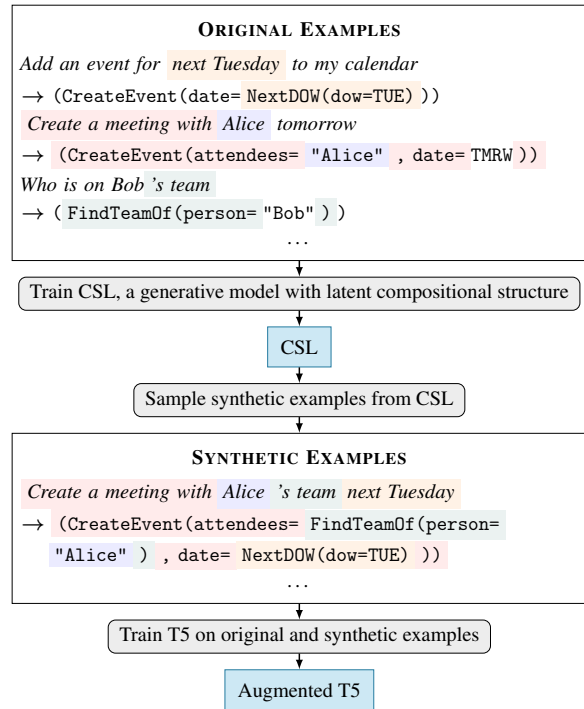 ORIGINAL EXAMPLES
Add an event for next Tuesday to my calendar
→ (CreateEvent(date= NextDOW(dow=TUE) ))
Create a meeting with Alice tomorrow
→ (CreateEvent(attendees= "Alice" , date= TMRW ))
Who is on Bob 's team
→ ( FindTeamOf(person= "Bob" ) )
...
Train CSL, a generative model with latent compositional structure
CSL
Sample synthetic examples from CSL
SYNTHETIC EXAMPLES
Create a meeting with Alice 's team next Tuesday
→ (CreateEvent(attendees= FindTeamOf(person=
"Alice" ) , date= NextDOW(dow=TUE) ))
...
Train T5 on original and synthetic examples
Augmented T5